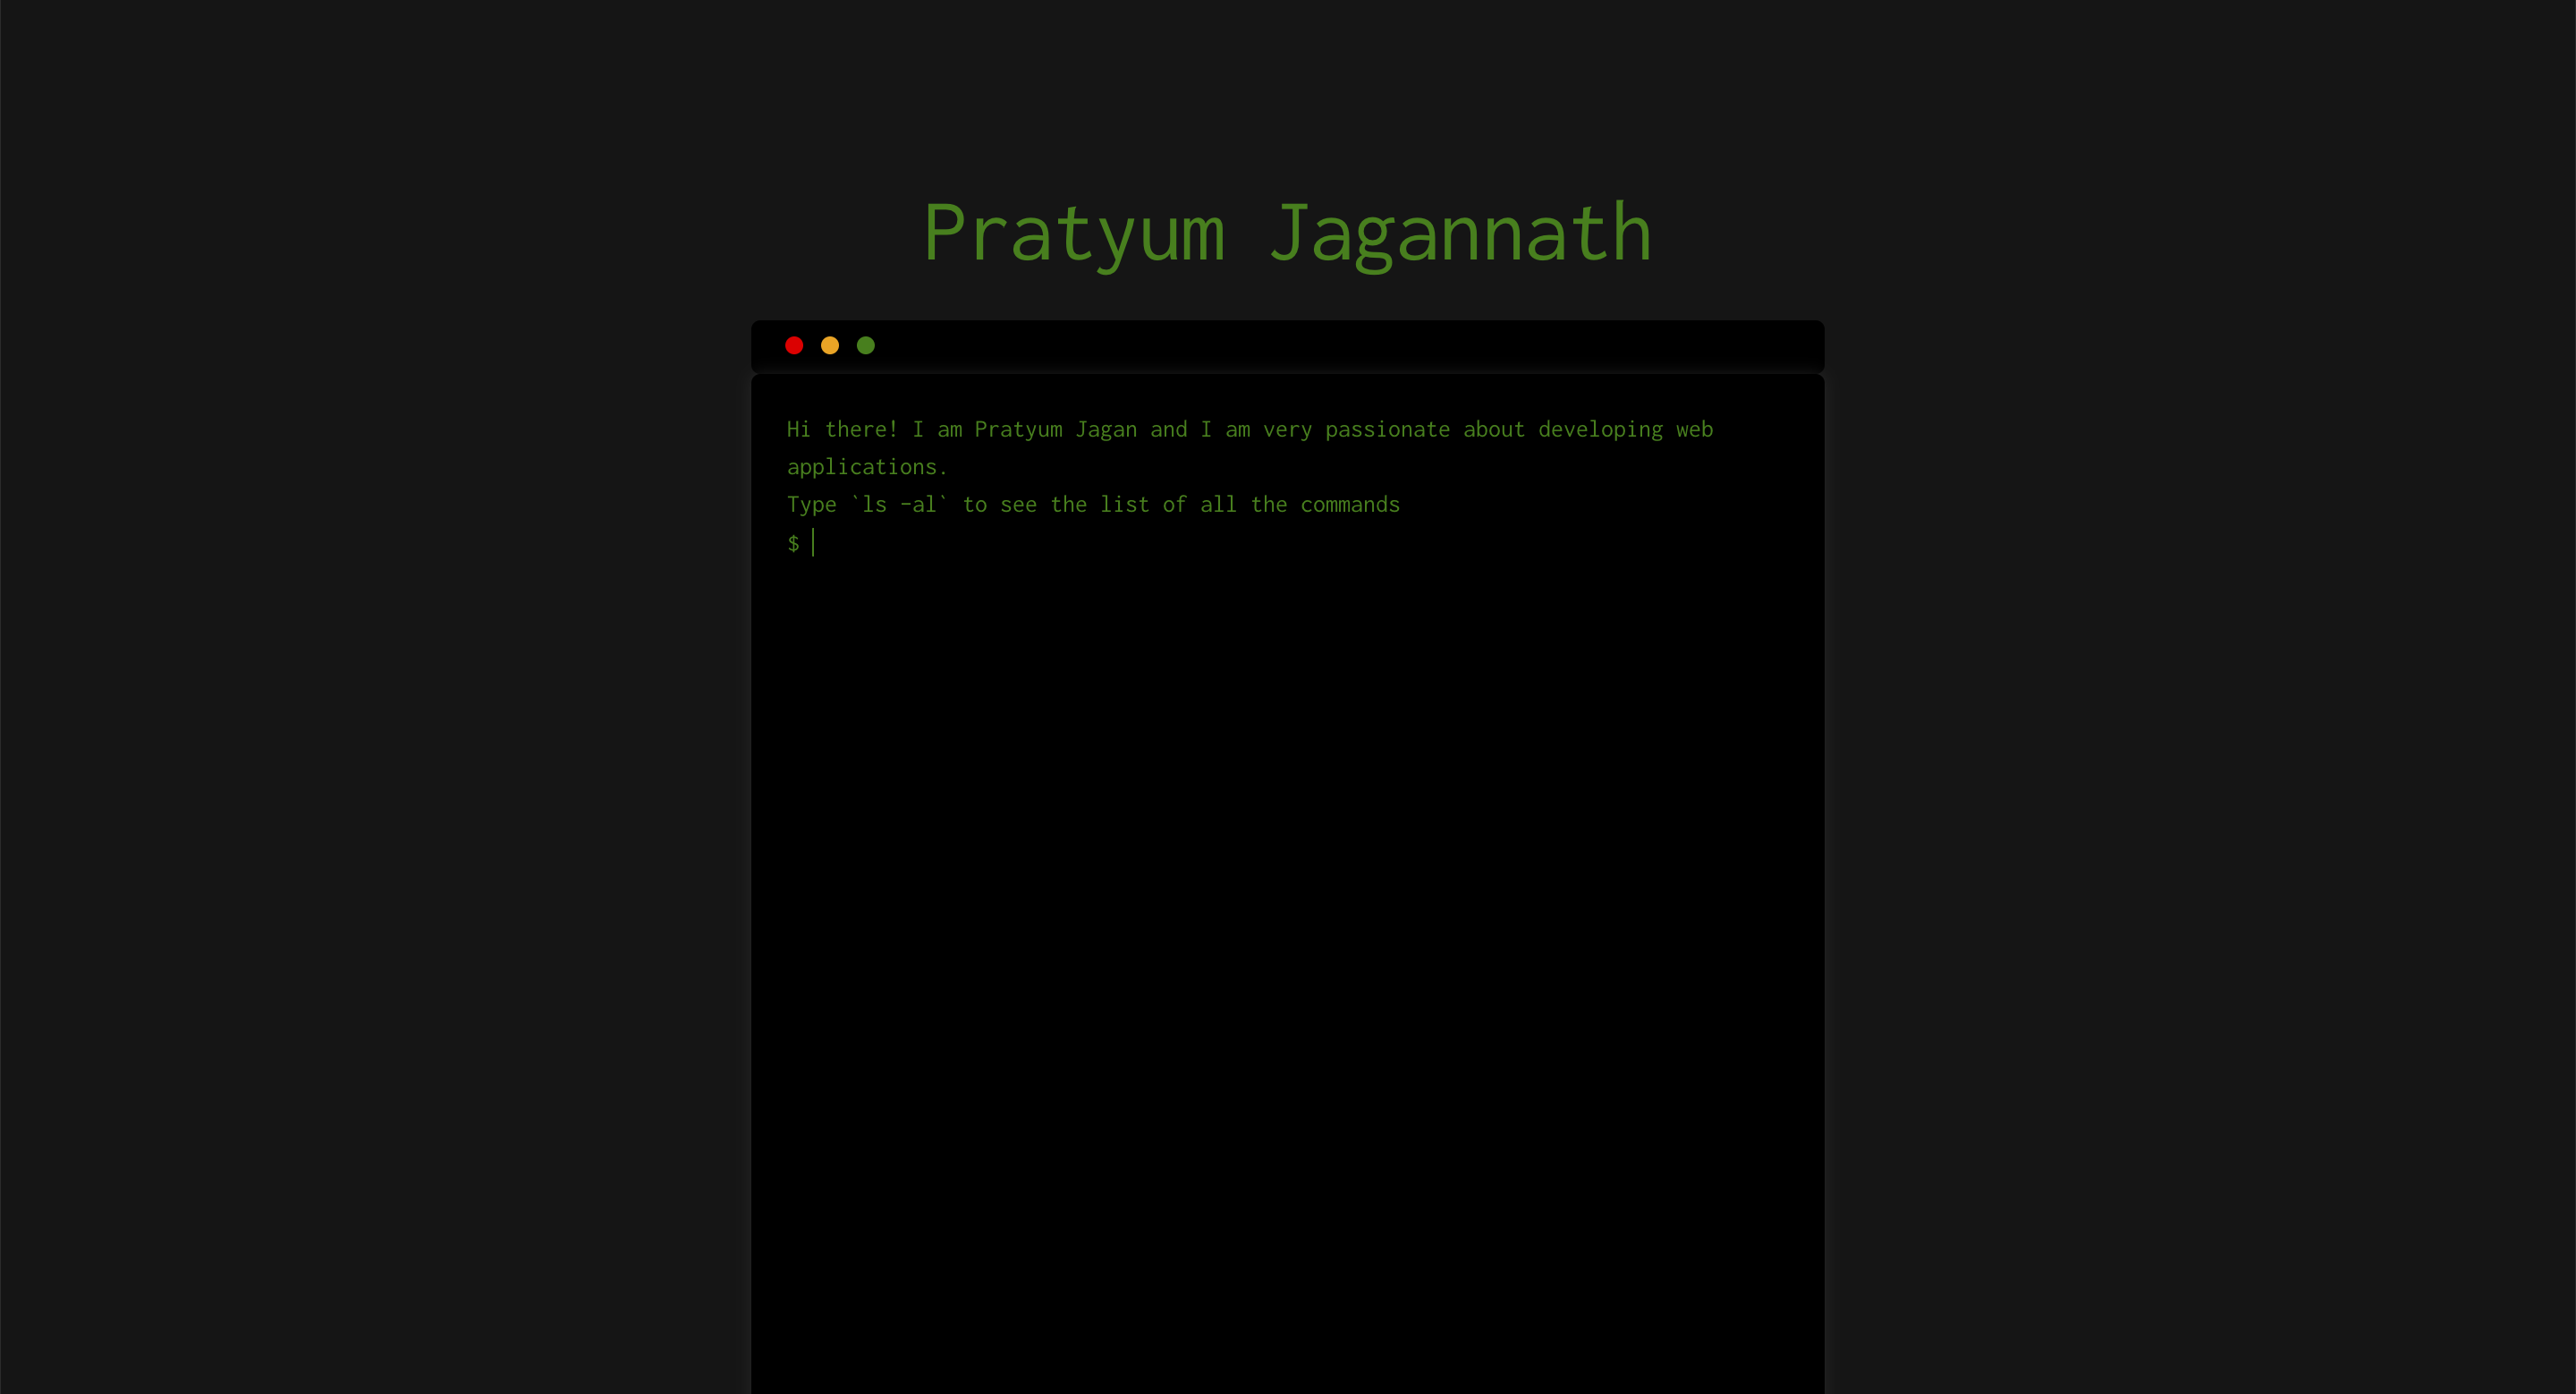 Pratyum Jagannath
Hi there! I am Pratyum Jagan and I am very passionate about developing web
applications.
Type `ls -al` to see the list of all the commands
$